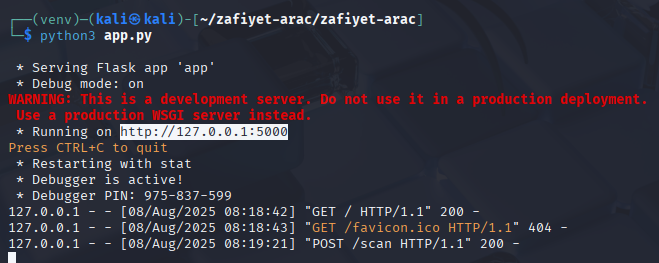 ┌──(venv)─(kali㉿kali)-[~/zafiyet-arac/zafiyet-arac]
└─$ python3 app.py
* Serving Flask app 'app'
* Debug mode: on
WARNING: This is a development server. Do not use it in a production deployment.
Use a production WSGI server instead.
* Running on http://127.0.0.1:5000
Press CTRL+C to quit
* Restarting with stat
* Debugger is active!
* Debugger PIN: 975-837-599
127.0.0.1 - - [08/Aug/2025 08:18:42] "GET / HTTP/1.1" 200 -
127.0.0.1 - - [08/Aug/2025 08:18:43] "GET /favicon.ico HTTP/1.1" 404 -
127.0.0.1 - - [08/Aug/2025 08:19:21] "POST /scan HTTP/1.1" 200 -